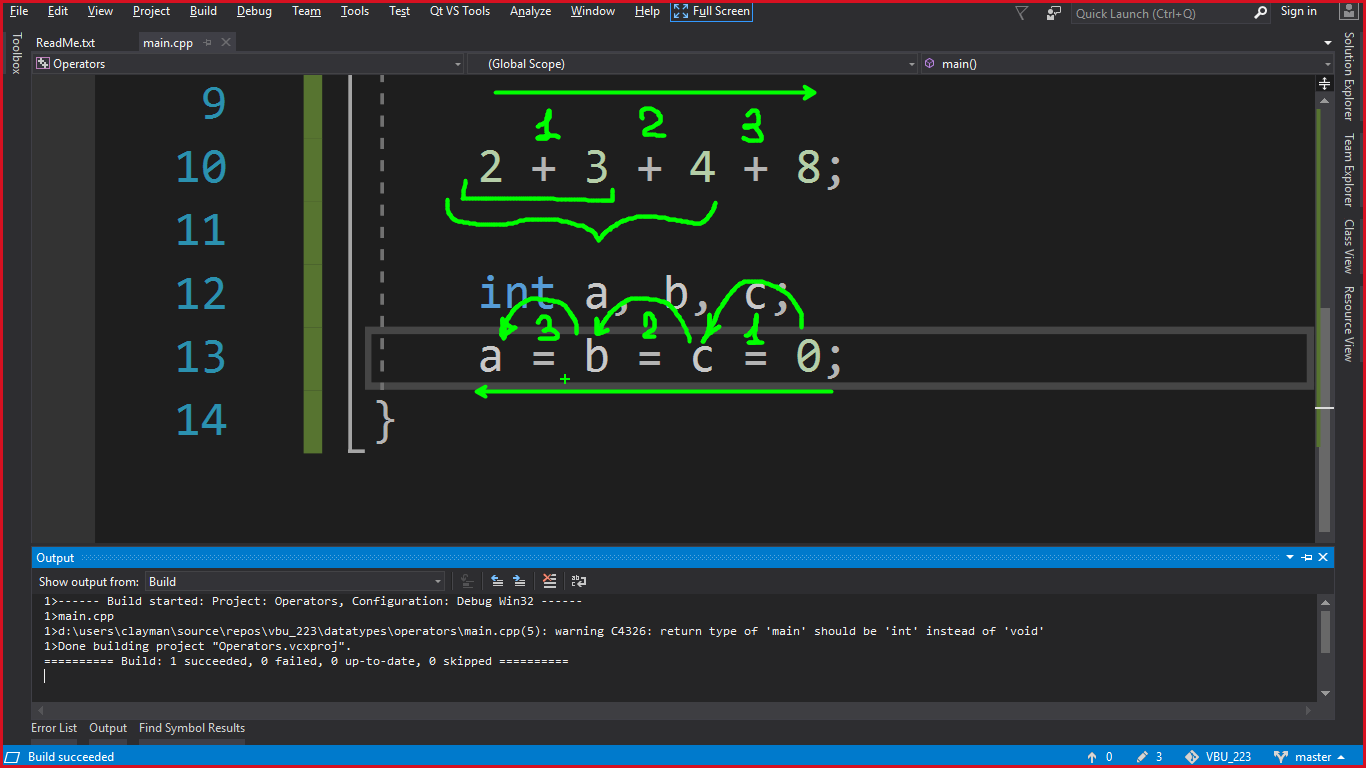 File Edit View Project Build Debug Team Tools Test Qt VS Tools Analyze Window Help Full Screen Quick Launch (Ctrl+Q) Sign in
Toolbox
ReadMe.txt main.cpp
Operators (Global Scope) main()
9
1 2 3
10 2 + 3 + 4 + 8;
11
12 int a, b, c;
3 2 1
13 a = b = c = 0;
14 }
Solution Explorer
Team Explorer
Class View
Resource View
Output
Show output from: Build
1>------ Build started: Project: Operators, Configuration: Debug Win32 ------
1>main.cpp
1>d:\users\clayman\source\repos\vbu_223\datatypes\operators\main.cpp(5): warning C4326: return type of 'main' should be 'int' instead of 'void'
1>Done building project "Operators.vcxproj".
========== Build: 1 succeeded, 0 failed, 0 up-to-date, 0 skipped ==========
Error List Output Find Symbol Results
Build succeeded 0 3 VBU_223 master